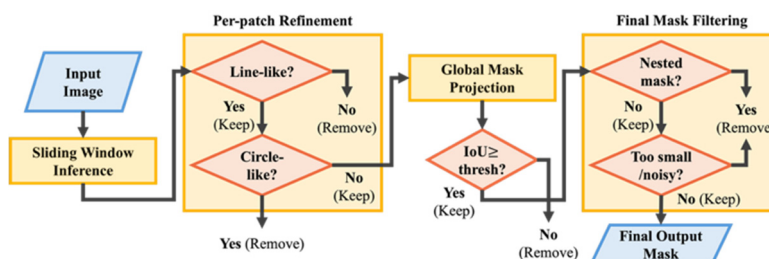 Per-patch Refinement
Final Mask Filtering
Input
Image
Sliding Window
Inference
Line-like?
Yes
(Keep)
No
(Remove)
Circle-
like?
No
(Keep)
Yes (Remove)
Global Mask
Projection
IoU≥
thresh?
Yes
(Keep)
No
(Remove)
Nested
mask?
No
(Keep)
Yes
(Remove)
Too small
/noisy?
No (Keep)
Final Output
Mask